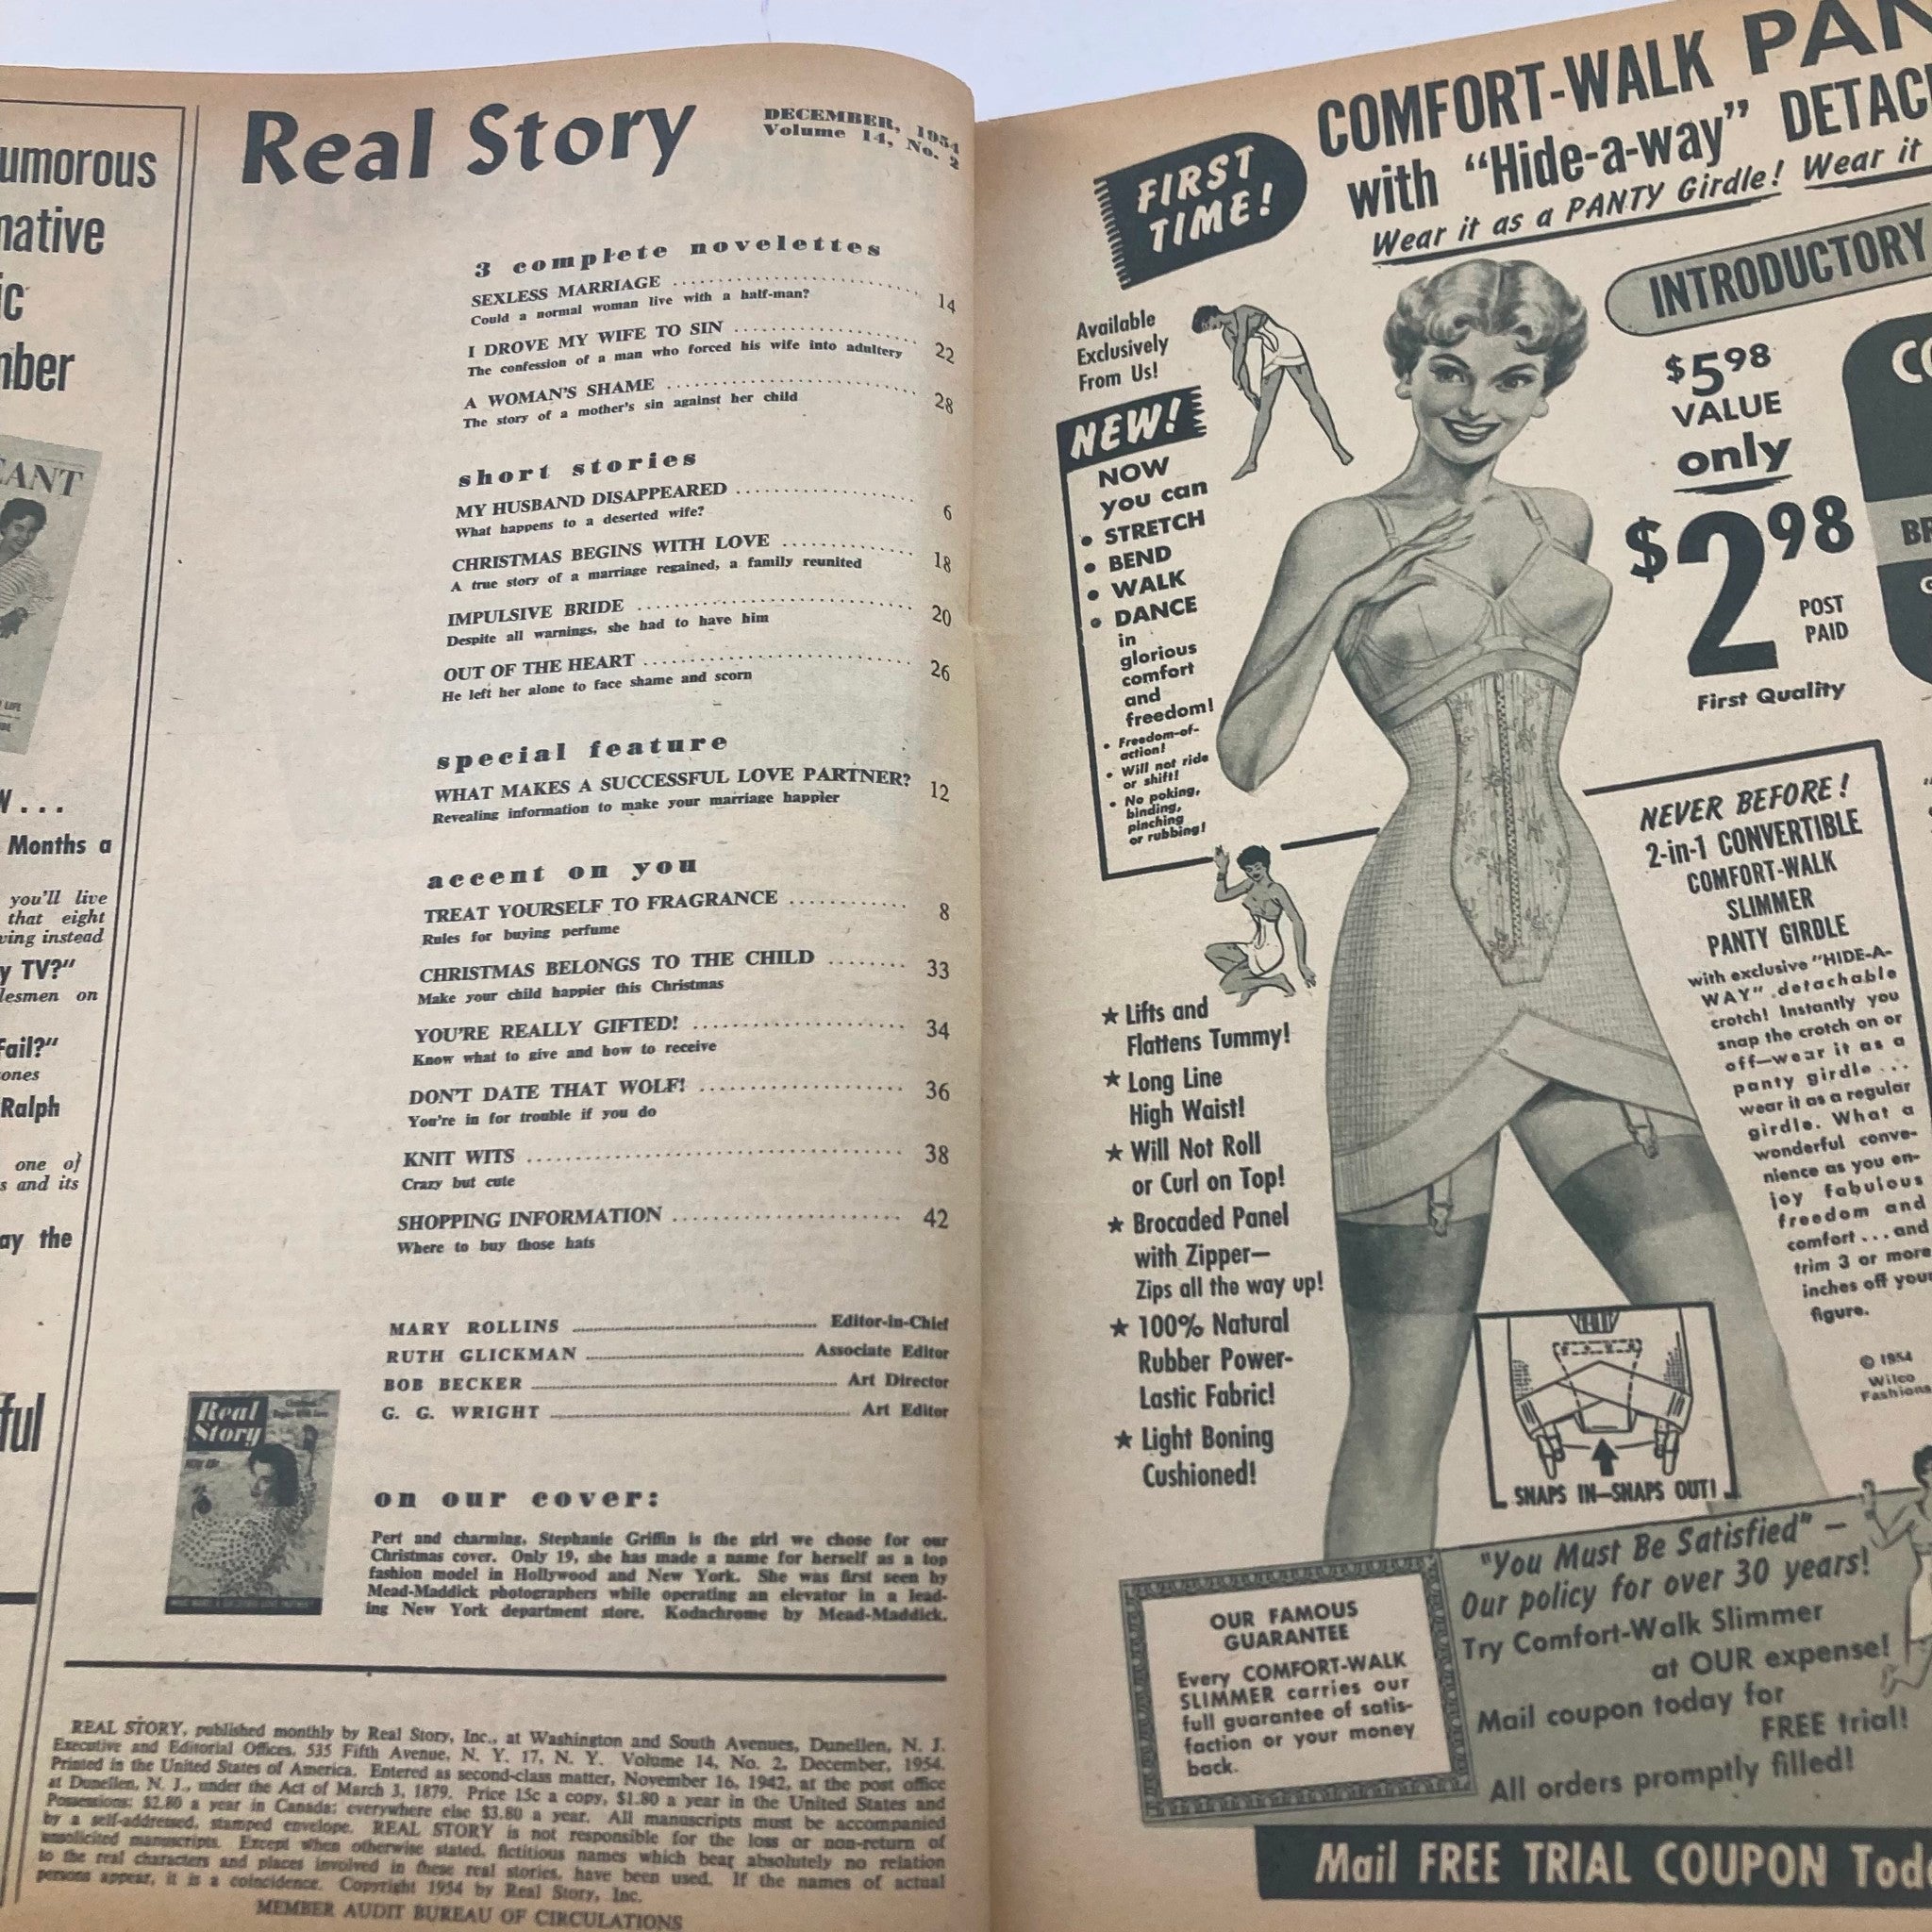 umorous
native
ic
nber
CANT
LIFE
W...
Months a
you'll live
that eight
ving instead
y TV?"
lesmen on
Fail?"
ones
Ralph
one of
s and its
ay the
ful
Real Story
DECEMBER, 1954
Volume 14, No. 2
3 complete novelettes
SEXLESS MARRIAGE .......... 14
Could a normal woman live with a half-man?
I DROVE MY WIFE TO SIN .......... 22
The confession of a man who forced his wife into adultery
A WOMAN'S SHAME .......... 28
The story of a mother's sin against her child
short stories
MY HUSBAND DISAPPEARED .......... 6
What happens to a deserted wife?
CHRISTMAS BEGINS WITH LOVE .......... 18
A true story of a marriage regained, a family reunited
IMPULSIVE BRIDE .......... 20
Despite all warnings, she had to have him
OUT OF THE HEART .......... 26
He left her alone to face shame and scorn
special feature
WHAT MAKES A SUCCESSFUL LOVE PARTNER? 12
Revealing information to make your marriage happier
accent on you
TREAT YOURSELF TO FRAGRANCE .......... 8
Rules for buying perfume
CHRISTMAS BELONGS TO THE CHILD ........ 33
Make your child happier this Christmas
YOU'RE REALLY GIFTED! .......... 34
Know what to give and how to receive
DON'T DATE THAT WOLF! .......... 36
You're in for trouble if you do
KNIT WITS .......... 38
Crazy but cute
SHOPPING INFORMATION .......... 42
Where to buy those hats
MARY ROLLINS .......... Editor-in-Chief
RUTH GLICKMAN .......... Associate Editor
BOB BECKER .......... Art Director
G. G. WRIGHT .......... Art Editor
Real
Story
on our cover:
Pert and charming, Stephanie Griffin is the girl we chose for our
Christmas cover. Only 19, she has made a name for herself as a top
fashion model in Hollywood and New York. She was first seen by
Mead-Maddick photographers while operating an elevator in a lead-
ing New York department store. Kodachrome by Mead-Maddick.
REAL STORY, published monthly by Real Story, Inc., at Washington and South Avenues, Dunellen, N. J.
Executive and Editorial Offices, 535 Fifth Avenue, N. Y. 17, N. Y. Volume 14, No. 2, December, 1954.
Printed in the United States of America. Entered as second-class matter, November 16, 1942, at the post office
at Dunellen, N. J., under the Act of March 3, 1879. Price 15c a copy, $1.80 a year in the United States and
Possessions; $2.80 a year in Canada; everywhere else $3.80 a year. All manuscripts must be accompanied
by a self-addressed, stamped envelope. REAL STORY is not responsible for the loss or non-return of
unsolicited manuscripts. Except when otherwise stated, fictitious names which bear absolutely no relation
to the real characters and places involved in these real stories, have been used. If the names of actual
persons appear, it is a coincidence. Copyright 1954 by Real Story, Inc.
MEMBER AUDIT BUREAU OF CIRCULATIONS
FIRST
TIME!
COMFORT-WALK PAN
with "Hide-a-way" DETAC
Wear it as a PANTY Girdle! Wear it
INTRODUCTORY
Available
Exclusively
From Us!
NEW!
NOW
you can
• STRETCH
• BEND
• WALK
• DANCE
in
glorious
comfort
and
freedom!
• Freedom-of-
action!
• Will not ride
or shift!
• No poking,
binding,
pinching
or rubbing!
$5 98
VALUE
only
$2 98
POST
PAID
First Quality
CO
BR
★ Lifts and
Flattens Tummy!
★ Long Line
High Waist!
★ Will Not Roll
or Curl on Top!
★ Brocaded Panel
with Zipper—
Zips all the way up!
★ 100% Natural
Rubber Power-
Lastic Fabric!
★ Light Boning
Cushioned!
NEVER BEFORE!
2-in-1 CONVERTIBLE
COMFORT-WALK
SLIMMER
PANTY GIRDLE
with exclusive "HIDE-A-
WAY" detachable
crotch! Instantly you
snap the crotch on or
off—wear it as a
panty girdle...
wear it as a regular
girdle. What a
wonderful conve-
nience as you en-
joy fabulous
freedom and
comfort...and
trim 3 or more
inches off your
figure.
© 1954
Wilco
Fashions
SNAPS IN—SNAPS OUT!
OUR FAMOUS
GUARANTEE
Every COMFORT-WALK
SLIMMER carries our
full guarantee of satis-
faction or your money
back.
"You Must Be Satisfied" —
Our policy for over 30 years!
Try Comfort-Walk Slimmer
at OUR expense!
Mail coupon today for
FREE trial!
All orders promptly filled!
Mail FREE TRIAL COUPON Toda